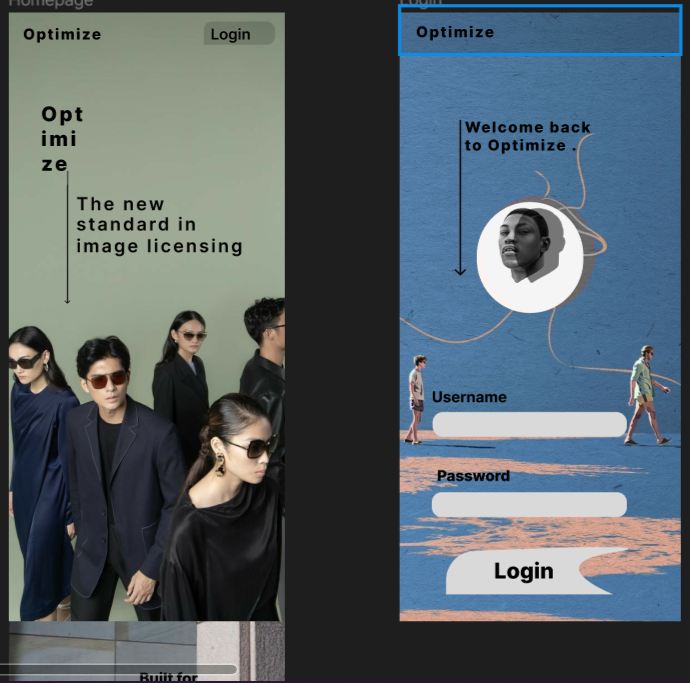 Homepage
Optimize
Login
Opt
imi
ze
The new
standard in
image licensing
Built for
Login
Optimize
Welcome back
to Optimize .
Username
Password
Login